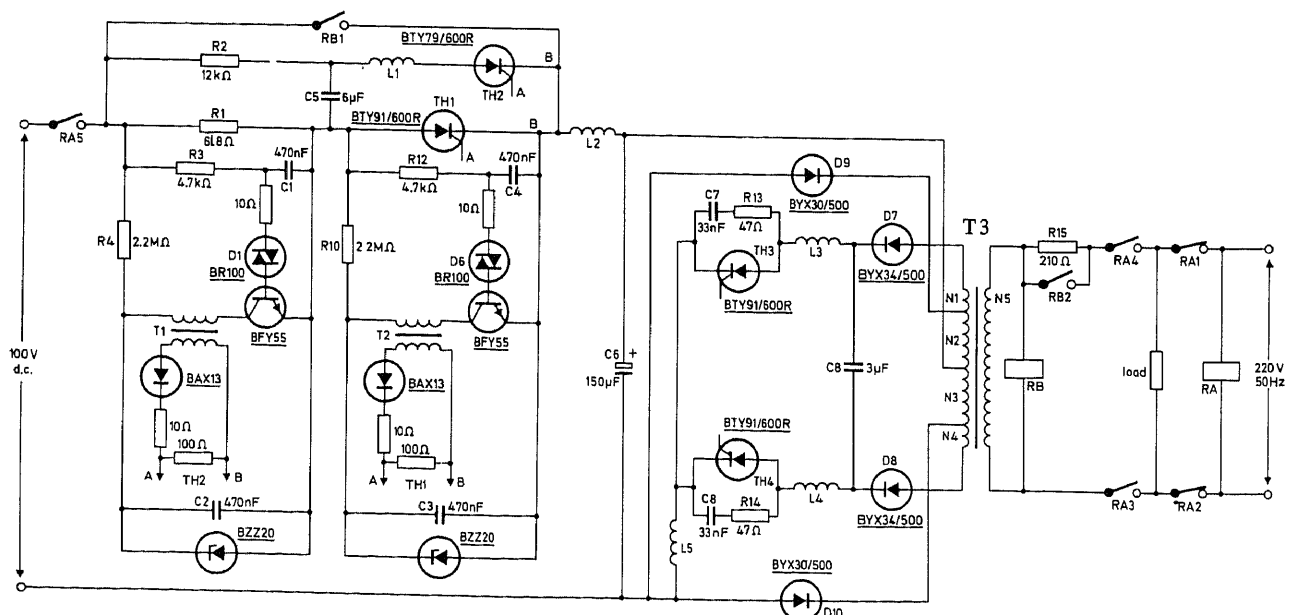 RB1
BTY79/600R
R2
12kΩ
L1
TH2
A
B
C5
6µF
RA5
R1
6L8Ω
BTY91/600R
TH1
A
B
L2
R3
4.7kΩ
470nF
C1
10Ω
R4
2.2MΩ
D1
BR100
BFY55
T1
BAX13
10Ω
100Ω
A
B
TH2
C2
470nF
BZZ20
R12
4.7kΩ
470nF
C4
10Ω
R10
2 2MΩ
D6
BR100
BFY55
T2
BAX13
10Ω
100Ω
A
B
TH1
C3
470nF
BZZ20
100V
d.c.
C6
+
150µF
D9
BYX30/500
C7
33nF
R13
47Ω
TH3
BTY91/600R
L3
D7
BYX34/500
C8
3µF
BTY91/600R
TH4
C8
33nF
R14
47Ω
L4
D8
BYX34/500
L5
BYX30/500
D10
T3
N1
N2
N3
N4
N5
R15
210Ω
RB2
RB
RA4
RA1
load
RA
220V
50Hz
RA3
RA2